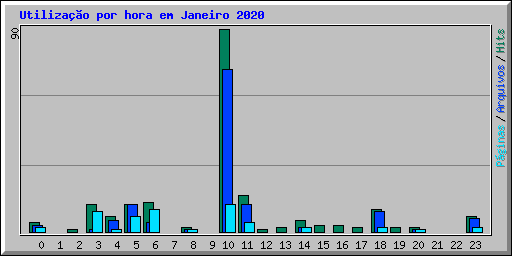 Utilização por hora em Janeiro 2020
90
Páginas / Arquivos / Hits
0 1 2 3 4 5 6 7 8 9 10 11 12 13 14 15 16 17 18 19 20 21 22 23